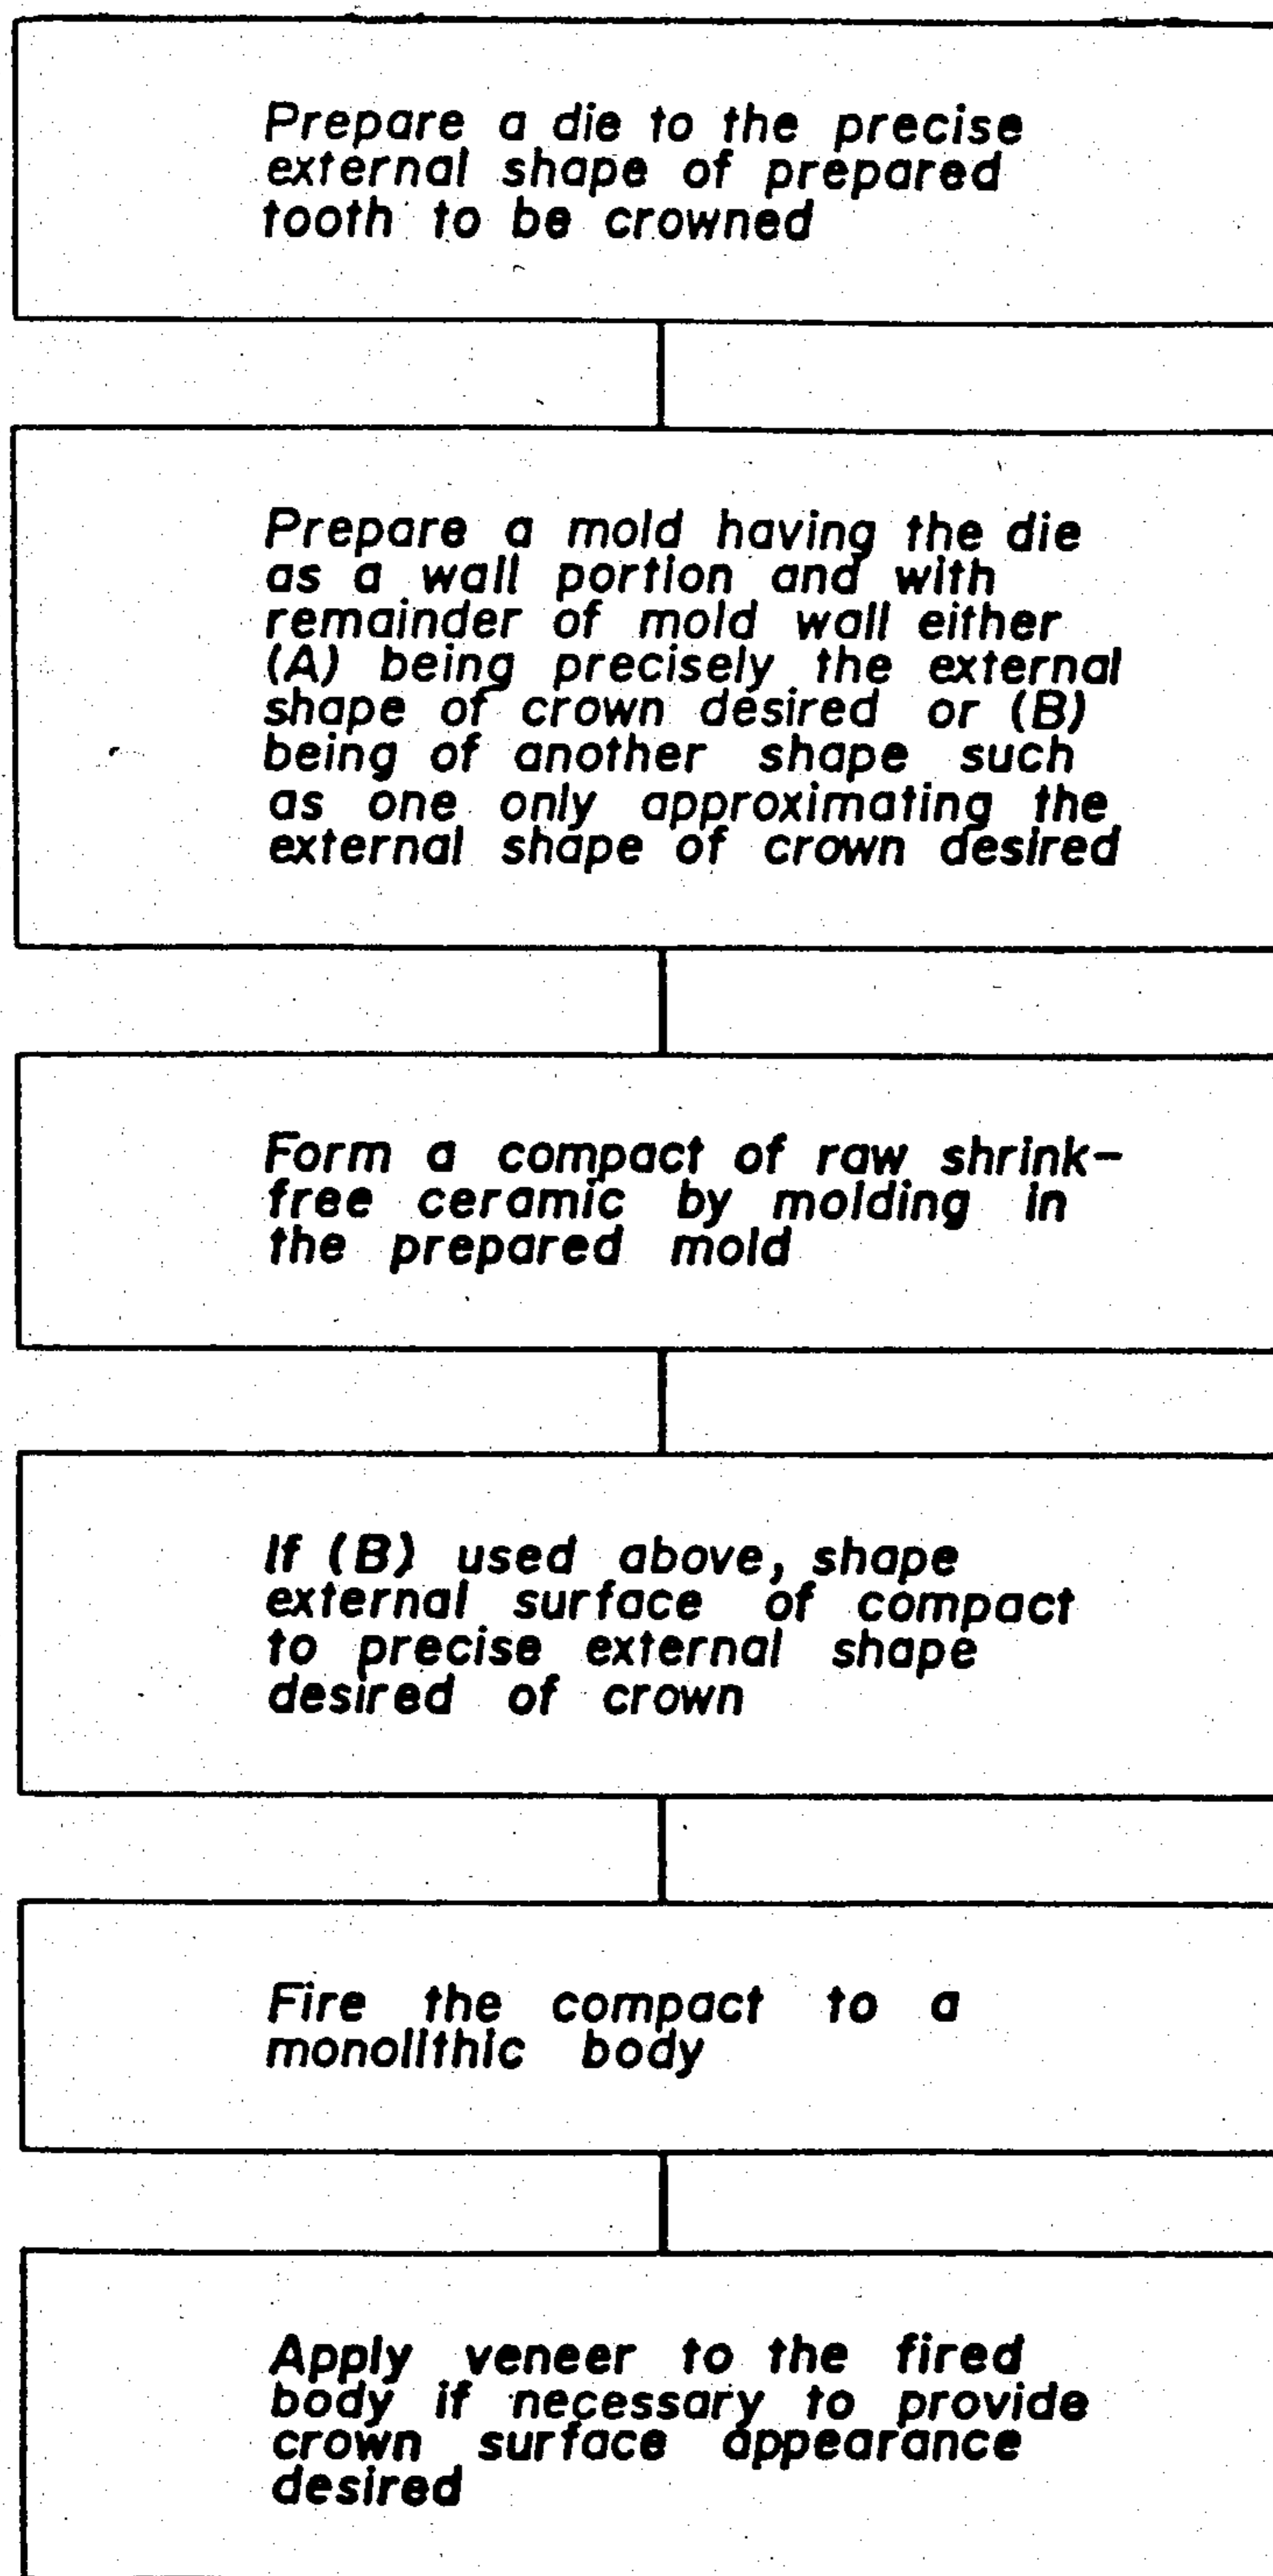 Prepare a die to the precise
external shape of prepared
tooth to be crowned
Prepare a mold having the die
as a wall portion and with
remainder of mold wall either
(A) being precisely the external
shape of crown desired or (B)
being of another shape such
as one only approximating the
external shape of crown desired
Form a compact of raw shrink-
free ceramic by molding in
the prepared mold
If (B) used above, shape
external surface of compact
to precise external shape
desired of crown
Fire the compact to a
monolithic body
Apply veneer to the fired
body if necessary to provide
crown surface appearance
desired